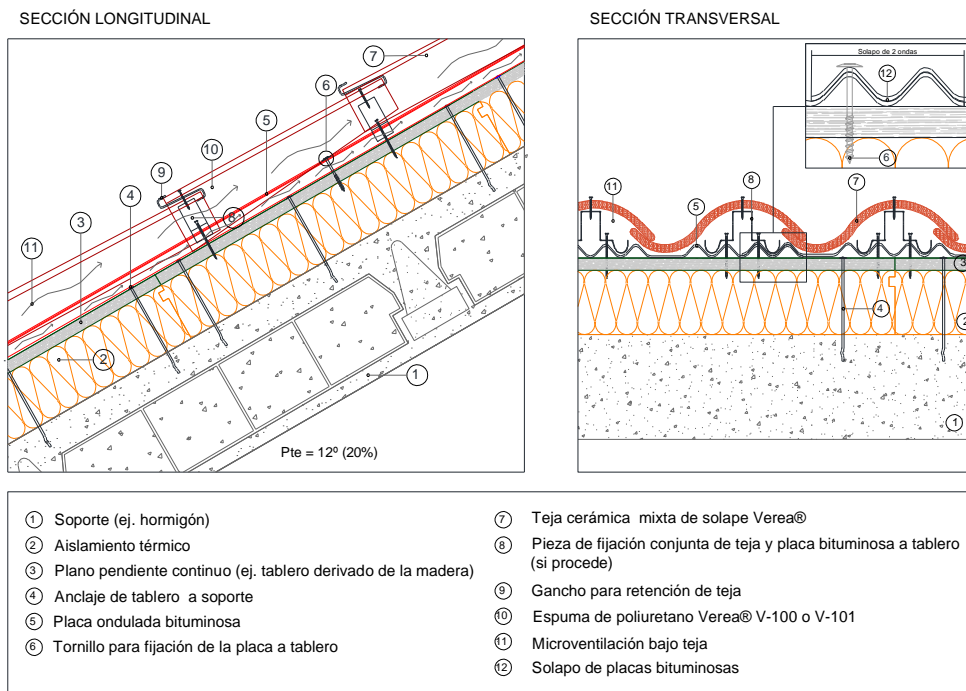 SECCIÓN LONGITUDINAL
7
6
5
10
9
4
8
3
11
2
1
Pte = 12º (20%)
SECCIÓN TRANSVERSAL
Solapo de 2 ondas
12
6
11
8
7
5
3
4
2
1
1 Soporte (ej. hormigón)
2 Aislamiento térmico
3 Plano pendiente continuo (ej. tablero derivado de la madera)
4 Anclaje de tablero a soporte
5 Placa ondulada bituminosa
6 Tornillo para fijación de la placa a tablero
7 Teja cerámica mixta de solape Verea®
8 Pieza de fijación conjunta de teja y placa bituminosa a tablero
(si procede)
9 Gancho para retención de teja
10 Espuma de poliuretano Verea® V-100 o V-101
11 Microventilación bajo teja
12 Solapo de placas bituminosas